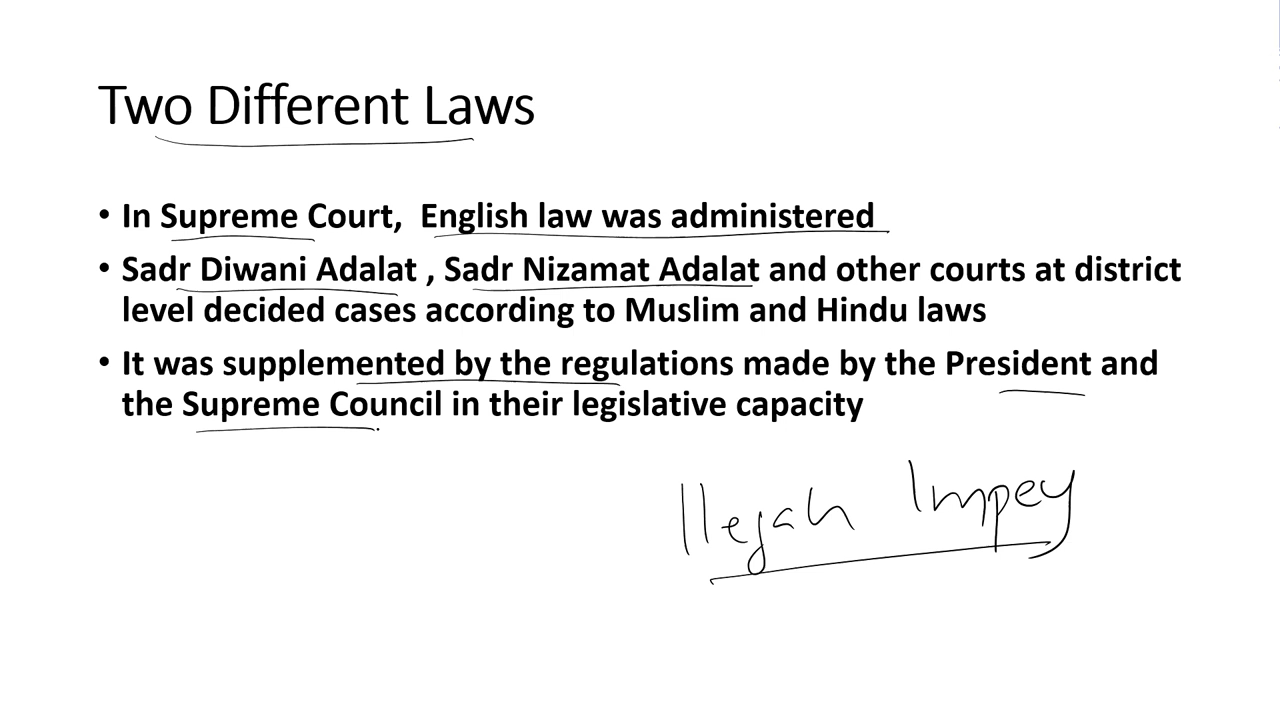 Two Different Laws
• In Supreme Court, English law was administered
• Sadr Diwani Adalat , Sadr Nizamat Adalat and other courts at district
level decided cases according to Muslim and Hindu laws
• It was supplemented by the regulations made by the President and
the Supreme Council in their legislative capacity
Ilejah Impey